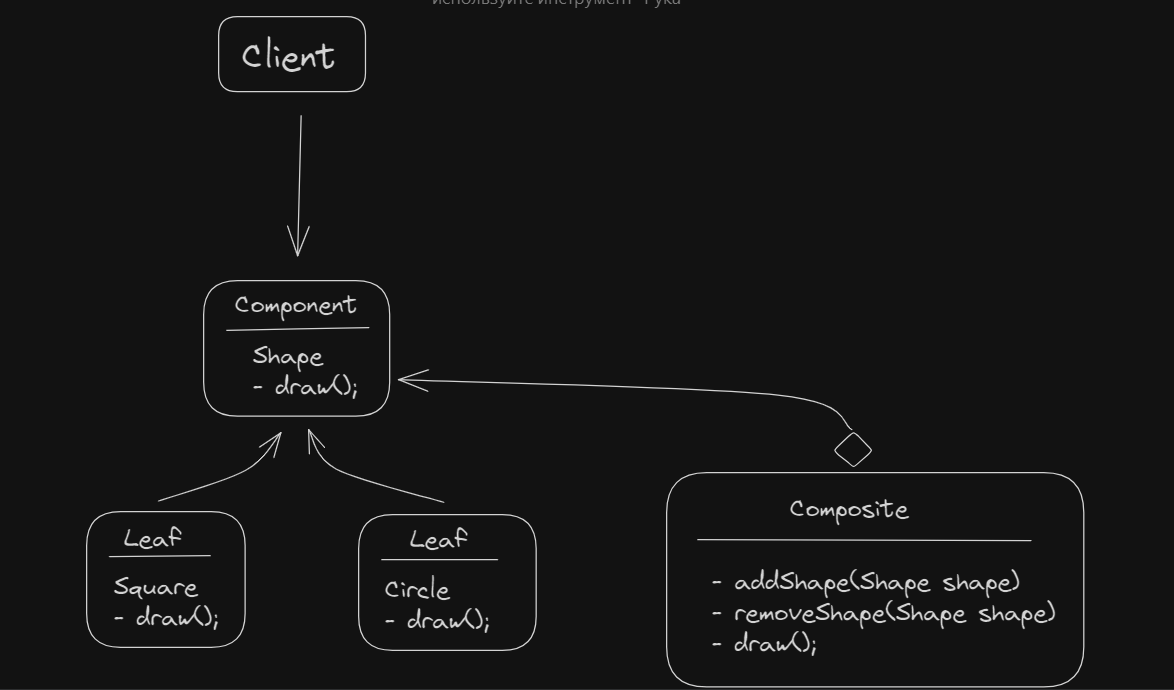 используйте инструмент "Рука"
Client
Component
Shape
- draw();
Leaf
Square
- draw();
Leaf
Circle
- draw();
Composite
- addShape(Shape shape)
- removeShape(Shape shape)
- draw();